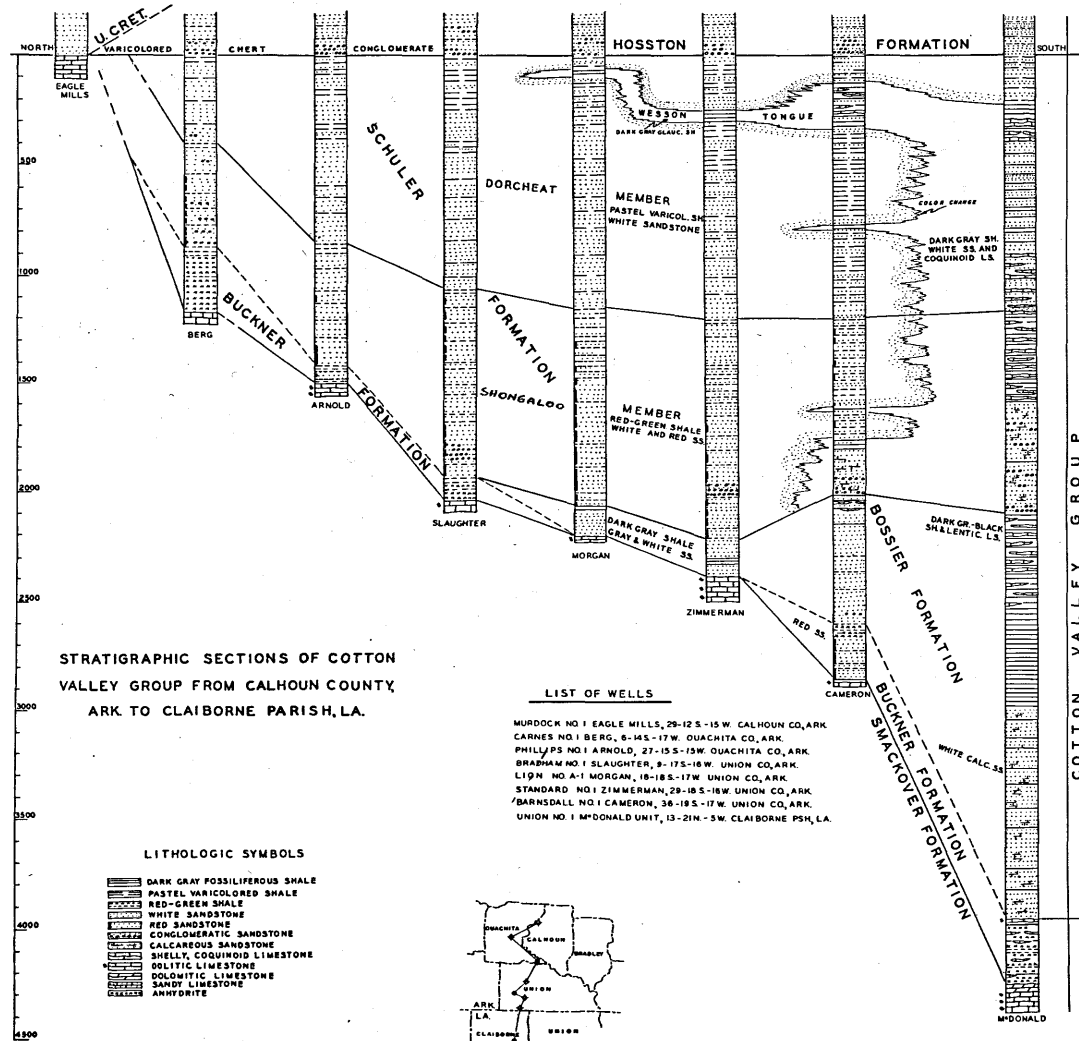 U. CRET.
NORTH
VARICOLORED
CHERT
CONGLOMERATE
HOSSTON
FORMATION
SOUTH
EAGLE
MILLS
WESSON
TONGUE
DARK GRAY GLAUC. SH
SCHULER
500
DORCHEAT
MEMBER
PASTEL VARICOL. SH.
WHITE SANDSTONE
COLOR CHANGE
DARK GRAY SH.
WHITE SS. AND
COQUINOID L.S.
1000
BUCKNER
FORMATION
BERG
FORMATION
1500
ARNOLD
SHONGALOO
MEMBER
RED-GREEN SHALE
WHITE AND RED SS.
2000
SLAUGHTER
MORGAN
DARK GRAY SHALE
GRAY & WHITE SS.
DARK GR.-BLACK
SH. & LENTIC. L.S.
BOSSIER
FORMATION
COTTON VALLEY GROUP
2500
ZIMMERMAN
RED SS.
CAMERON
BUCKNER FORMATION
SMACKOVER FORMATION
WHITE CALC. SS
STRATIGRAPHIC SECTIONS OF COTTON
VALLEY GROUP FROM CALHOUN COUNTY,
ARK. TO CLAIBORNE PARISH, LA.
3000
LIST OF WELLS
MURDOCK NO. 1 EAGLE MILLS, 29-12 S.-15 W. CALHOUN CO., ARK.
CARNES NO. 1 BERG, 6-14 S.-17 W. OUACHITA CO., ARK.
PHILLIPS NO. 1 ARNOLD, 27-15 S.-15 W. OUACHITA CO., ARK.
BRADHAM NO. 1 SLAUGHTER, 9-17 S.-16 W. UNION CO., ARK.
LION NO. A-1 MORGAN, 18-18 S.-17 W. UNION CO., ARK.
STANDARD NO. 1 ZIMMERMAN, 29-18 S.-16 W. UNION CO., ARK.
BARNSDALL NO. 1 CAMERON, 36-19 S.-17 W. UNION CO., ARK.
UNION NO. 1 McDONALD UNIT, 13-21 N.-5 W. CLAIBORNE PSH, LA.
3500
LITHOLOGIC SYMBOLS
DARK GRAY FOSSILIFEROUS SHALE
PASTEL VARICOLORED SHALE
RED-GREEN SHALE
WHITE SANDSTONE
RED SANDSTONE
CONGLOMERATIC SANDSTONE
CALCAREOUS SANDSTONE
SHELLY, COQUINOID LIMESTONE
OOLITIC LIMESTONE
DOLOMITIC LIMESTONE
SANDY LIMESTONE
ANHYDRITE
4000
4500
OUACHITA
CALHOUN
BRADLEY
UNION
ARK.
LA.
CLAIBORNE
UNION
McDONALD